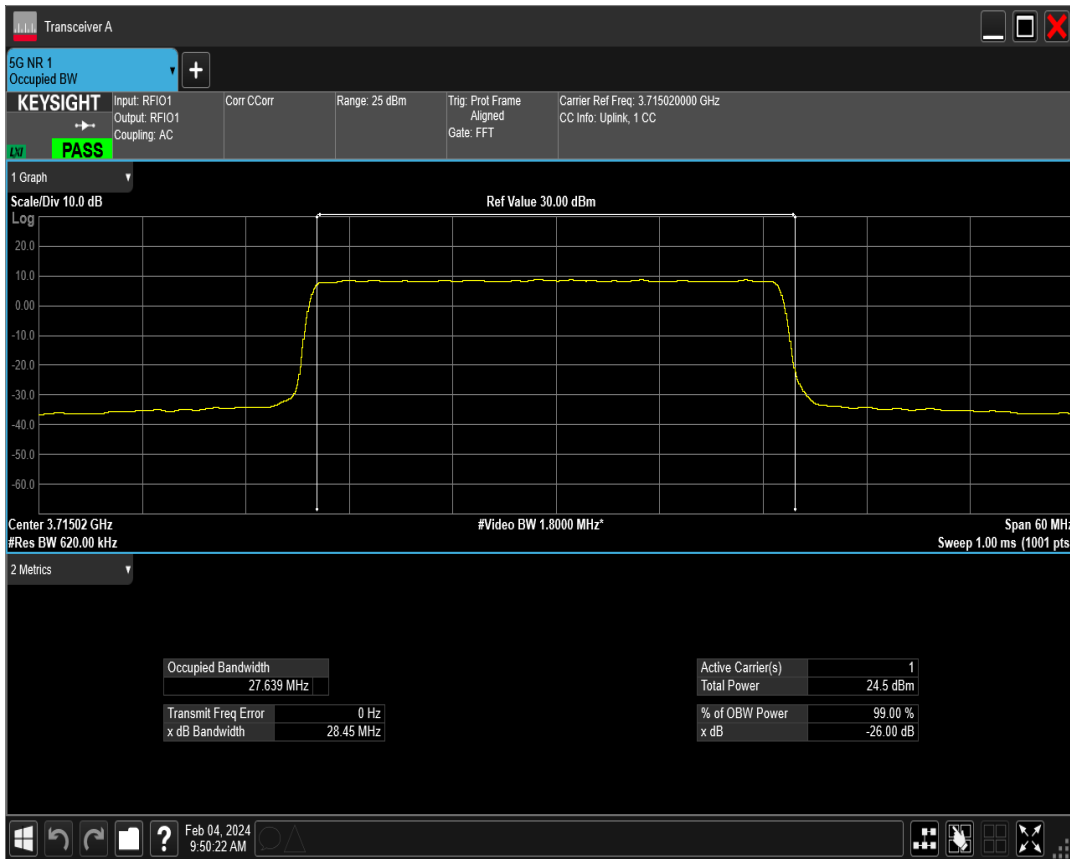 Transceiver A
5G NR 1
Occupied BW
+
KEYSIGHT
LXI
PASS
Input: RFIO1
Output: RFIO1
Coupling: AC
Corr CCorr
Range: 25 dBm
Trig: Prot Frame
Aligned
Gate: FFT
Carrier Ref Freq: 3.715020000 GHz
CC Info: Uplink, 1 CC
1 Graph
Scale/Div 10.0 dB
Ref Value 30.00 dBm
Log
20.0
10.0
0.00
-10.0
-20.0
-30.0
-40.0
-50.0
-60.0
Center 3.71502 GHz
#Video BW 1.8000 MHz*
Span 60 MHz
#Res BW 620.00 kHz
Sweep 1.00 ms (1001 pts
2 Metrics
Occupied Bandwidth
27.639 MHz
Transmit Freq Error 0 Hz
x dB Bandwidth 28.45 MHz
Active Carrier(s) 1
Total Power 24.5 dBm
% of OBW Power 99.00 %
x dB -26.00 dB
?
Feb 04, 2024
9:50:22 AM